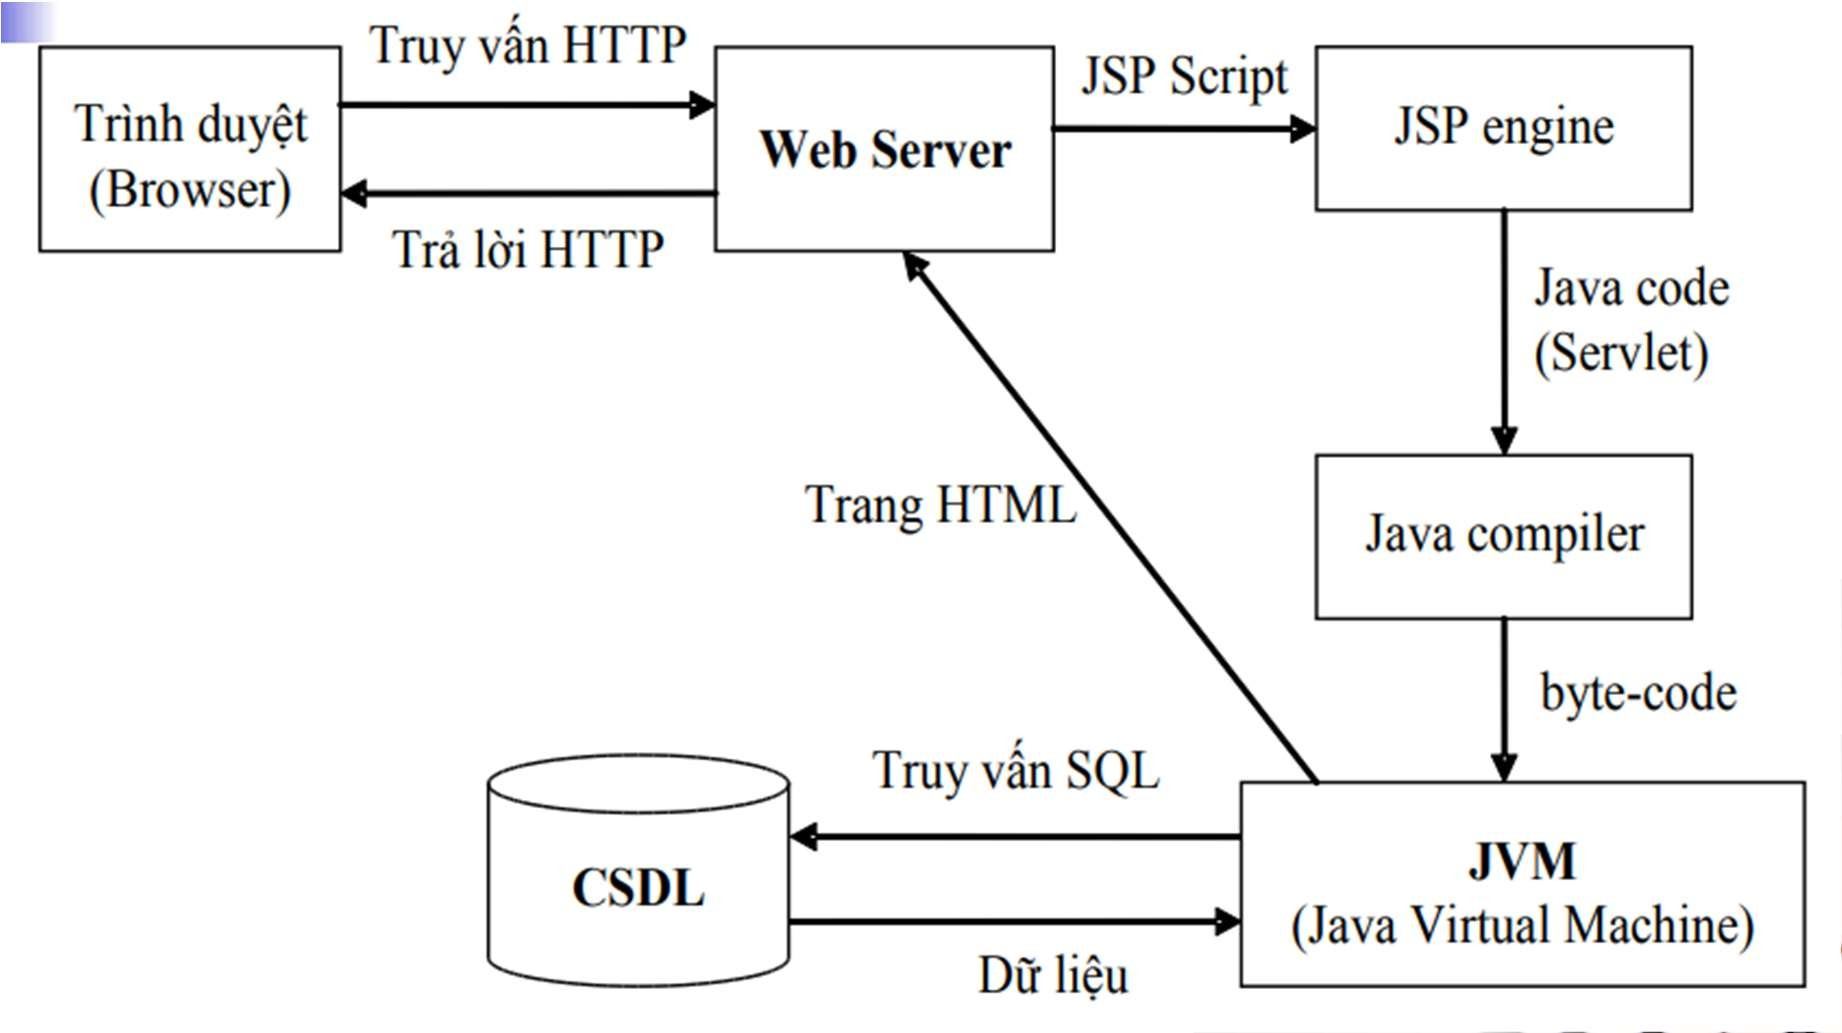 Truy vấn HTTP
Trình duyệt
(Browser)
Web Server
JSP Script
JSP engine
Trả lời HTTP
Java code
(Servlet)
Trang HTML
Java compiler
byte-code
Truy vấn SQL
CSDL
JVM
(Java Virtual Machine)
Dữ liệu